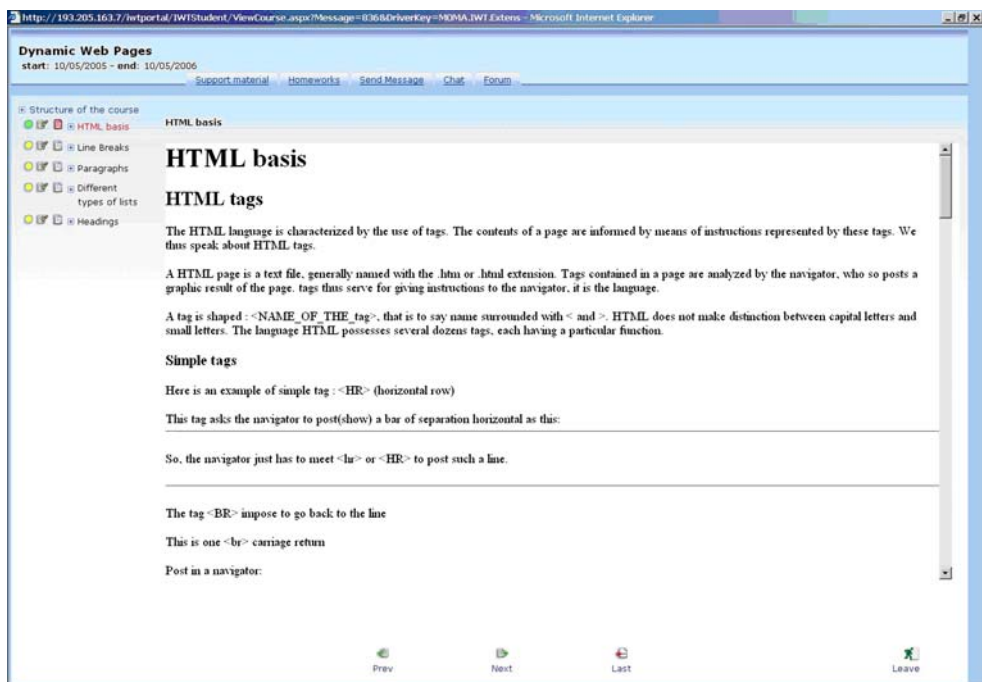 http://193.205.163.7/iwtportal/IWTStudent/ViewCourse.aspx?Message=836&DriverKey=MOMA.IWT.Extens - Microsoft Internet Explorer
Dynamic Web Pages
start: 10/05/2005 - end: 10/05/2006
Support material Homeworks Send Message Chat Forum
Structure of the course
HTML basis
Line Breaks
Paragraphs
Different
types of lists
Headings
HTML basis
HTML basis
HTML tags
The HTML language is characterized by the use of tags. The contents of a page are informed by means of instructions represented by these tags. We
thus speak about HTML tags.
A HTML page is a text file, generally named with the .htm or .html extension. Tags contained in a page are analyzed by the navigator, who so posts a
graphic result of the page. tags thus serve for giving instructions to the navigator, it is the language.
A tag is shaped : <NAME_OF_THE_tag>, that is to say name surrounded with < and >. HTML does not make distinction between capital letters and
small letters. The language HTML possesses several dozens tags, each having a particular function.
Simple tags
Here is an example of simple tag : <HR> (horizontal row)
This tag asks the navigator to post(show) a bar of separation horizontal as this:
So, the navigator just has to meet <hr> or <HR> to post such a line.
The tag <BR> impose to go back to the line
This is one <br> carriage return
Post in a navigator:
Prev Next Last Leave